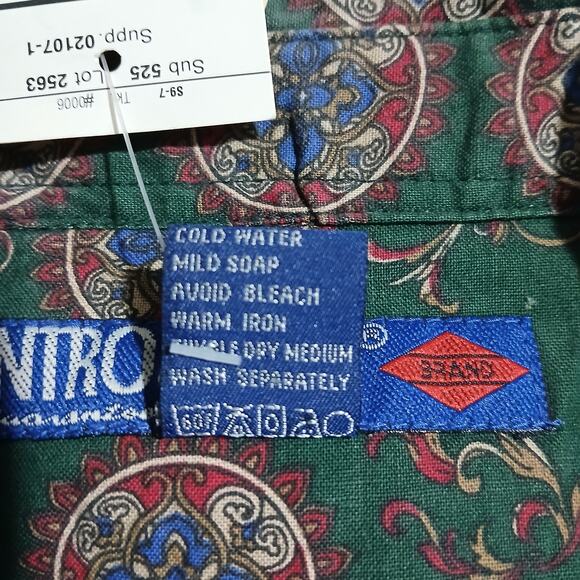 S9-7 #0006
Sub 525 Lot 2563
Supp. 02107-1
COLD WATER
MILD SOAP
AVOID BLEACH
WARM IRON
DRY MEDIUM
WASH SEPARATELY
NTRO
®
BRAND